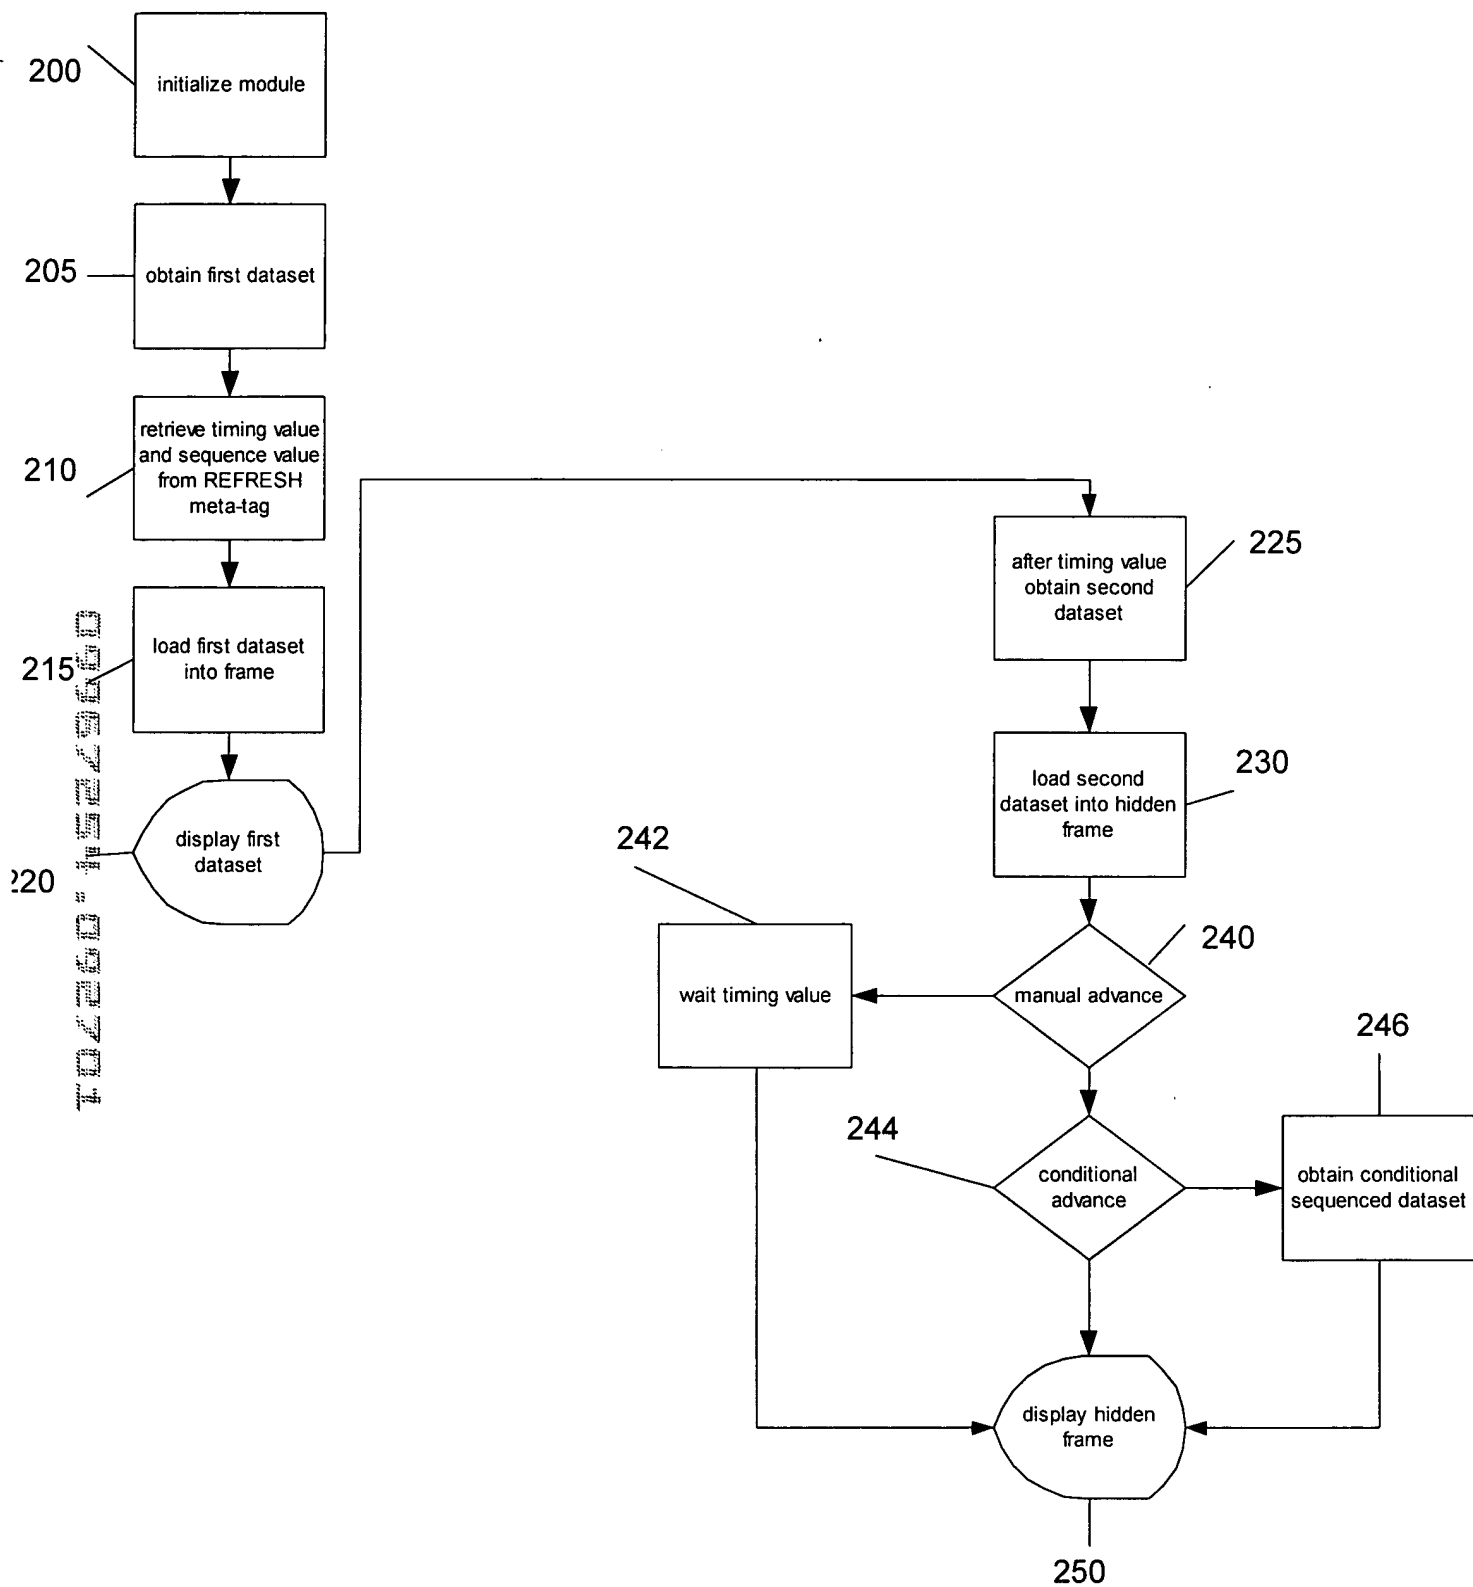 200
initialize module
205
obtain first dataset
210
retrieve timing value
and sequence value
from REFRESH
meta-tag
215
load first dataset
into frame
220
display first
dataset
225
after timing value
obtain second
dataset
230
load second
dataset into hidden
frame
242
wait timing value
240
manual advance
244
conditional
advance
246
obtain conditional
sequenced dataset
display hidden
frame
250